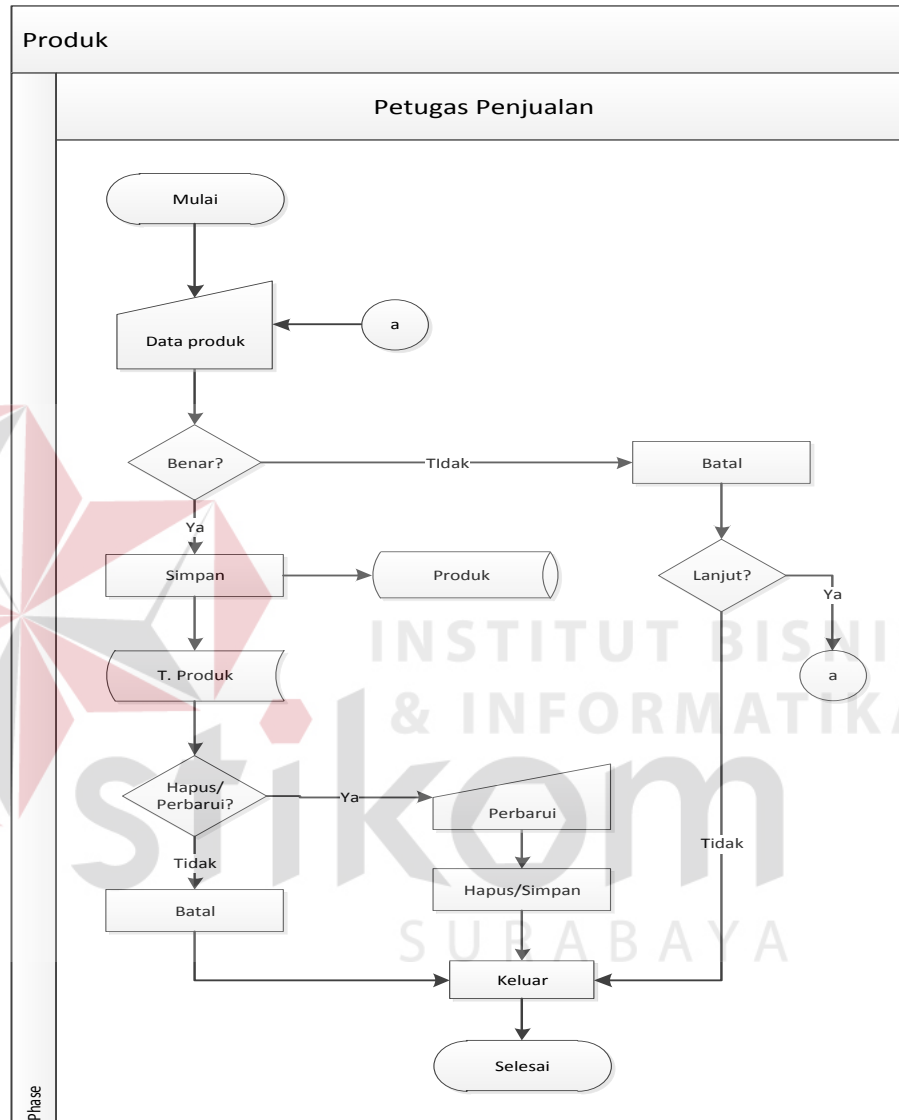 Produk
Petugas Penjualan
Mulai
Data produk
a
Benar?
TIdak
Batal
Ya
Simpan
Produk
Lanjut?
Ya
a
T. Produk
Hapus/
Perbarui?
Ya
Perbarui
Tidak
Tidak
Hapus/Simpan
Batal
Keluar
Selesai
Phase
INSTITUT BISNI
& INFORMATIKA
stikom
SURABAYA